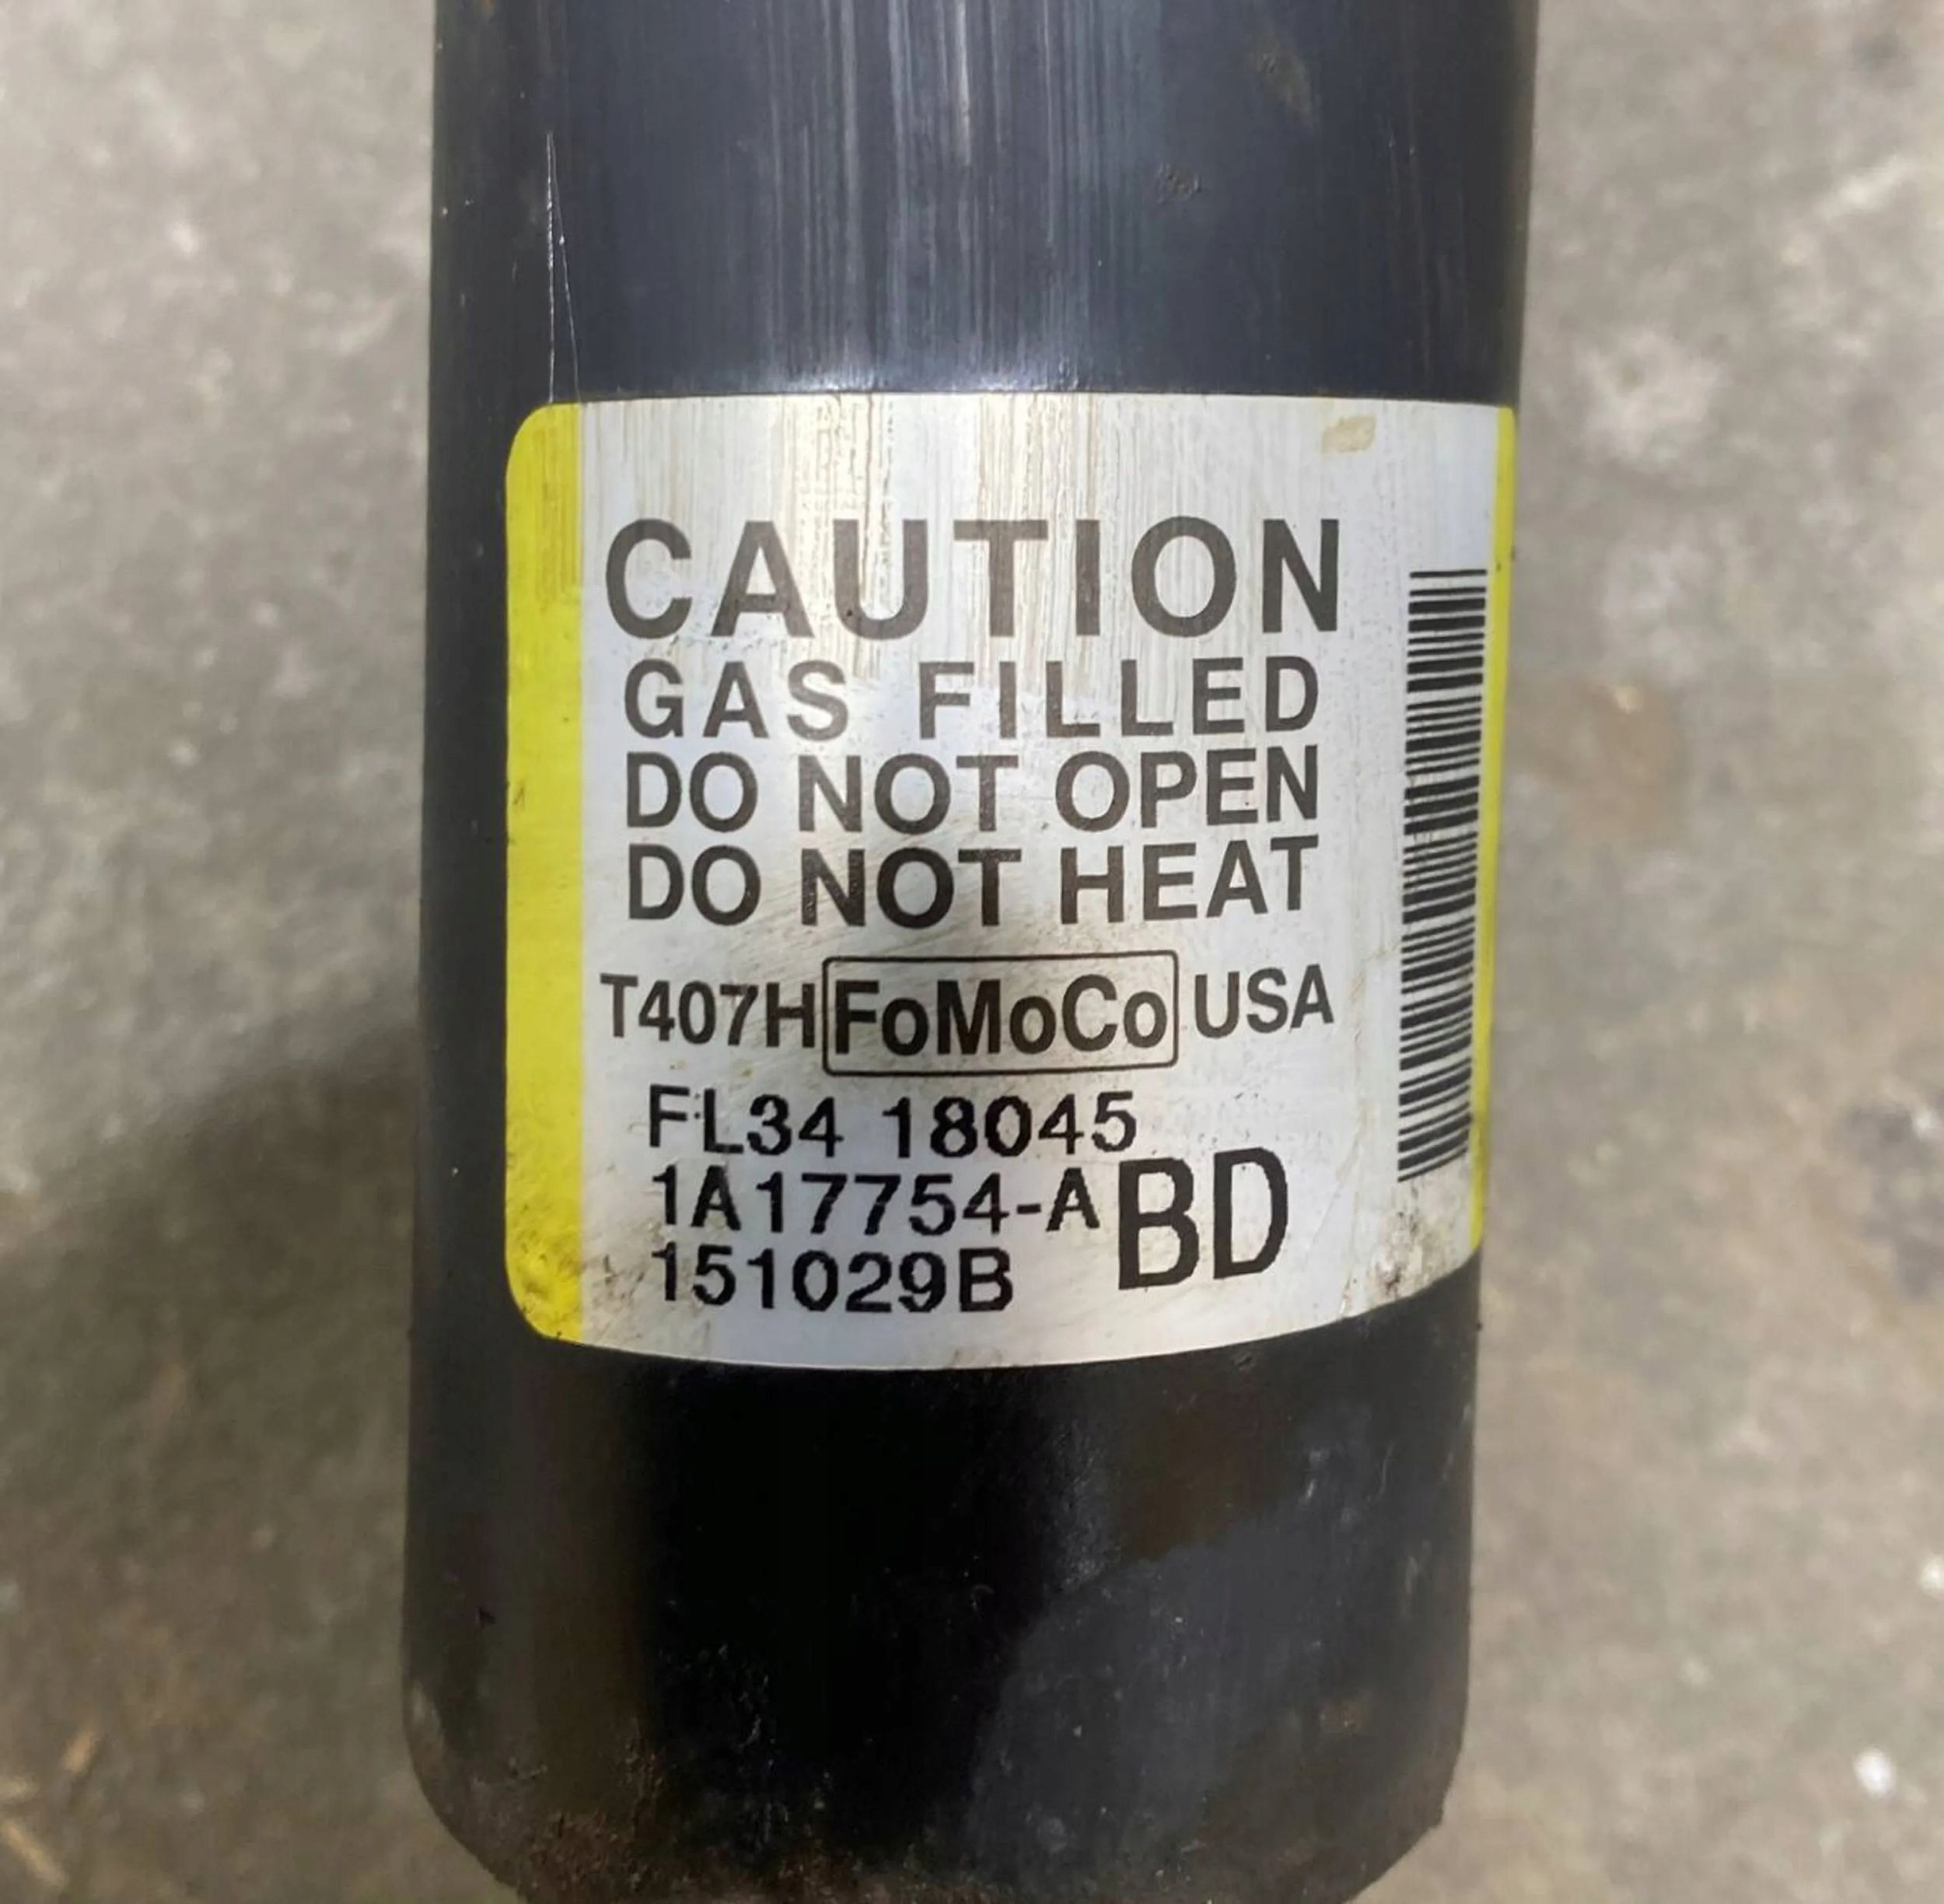 CAUTION
GAS FILLED
DO NOT OPEN
DO NOT HEAT
T407H FoMoCo USA
FL34 18045
1A17754-A BD
151029B